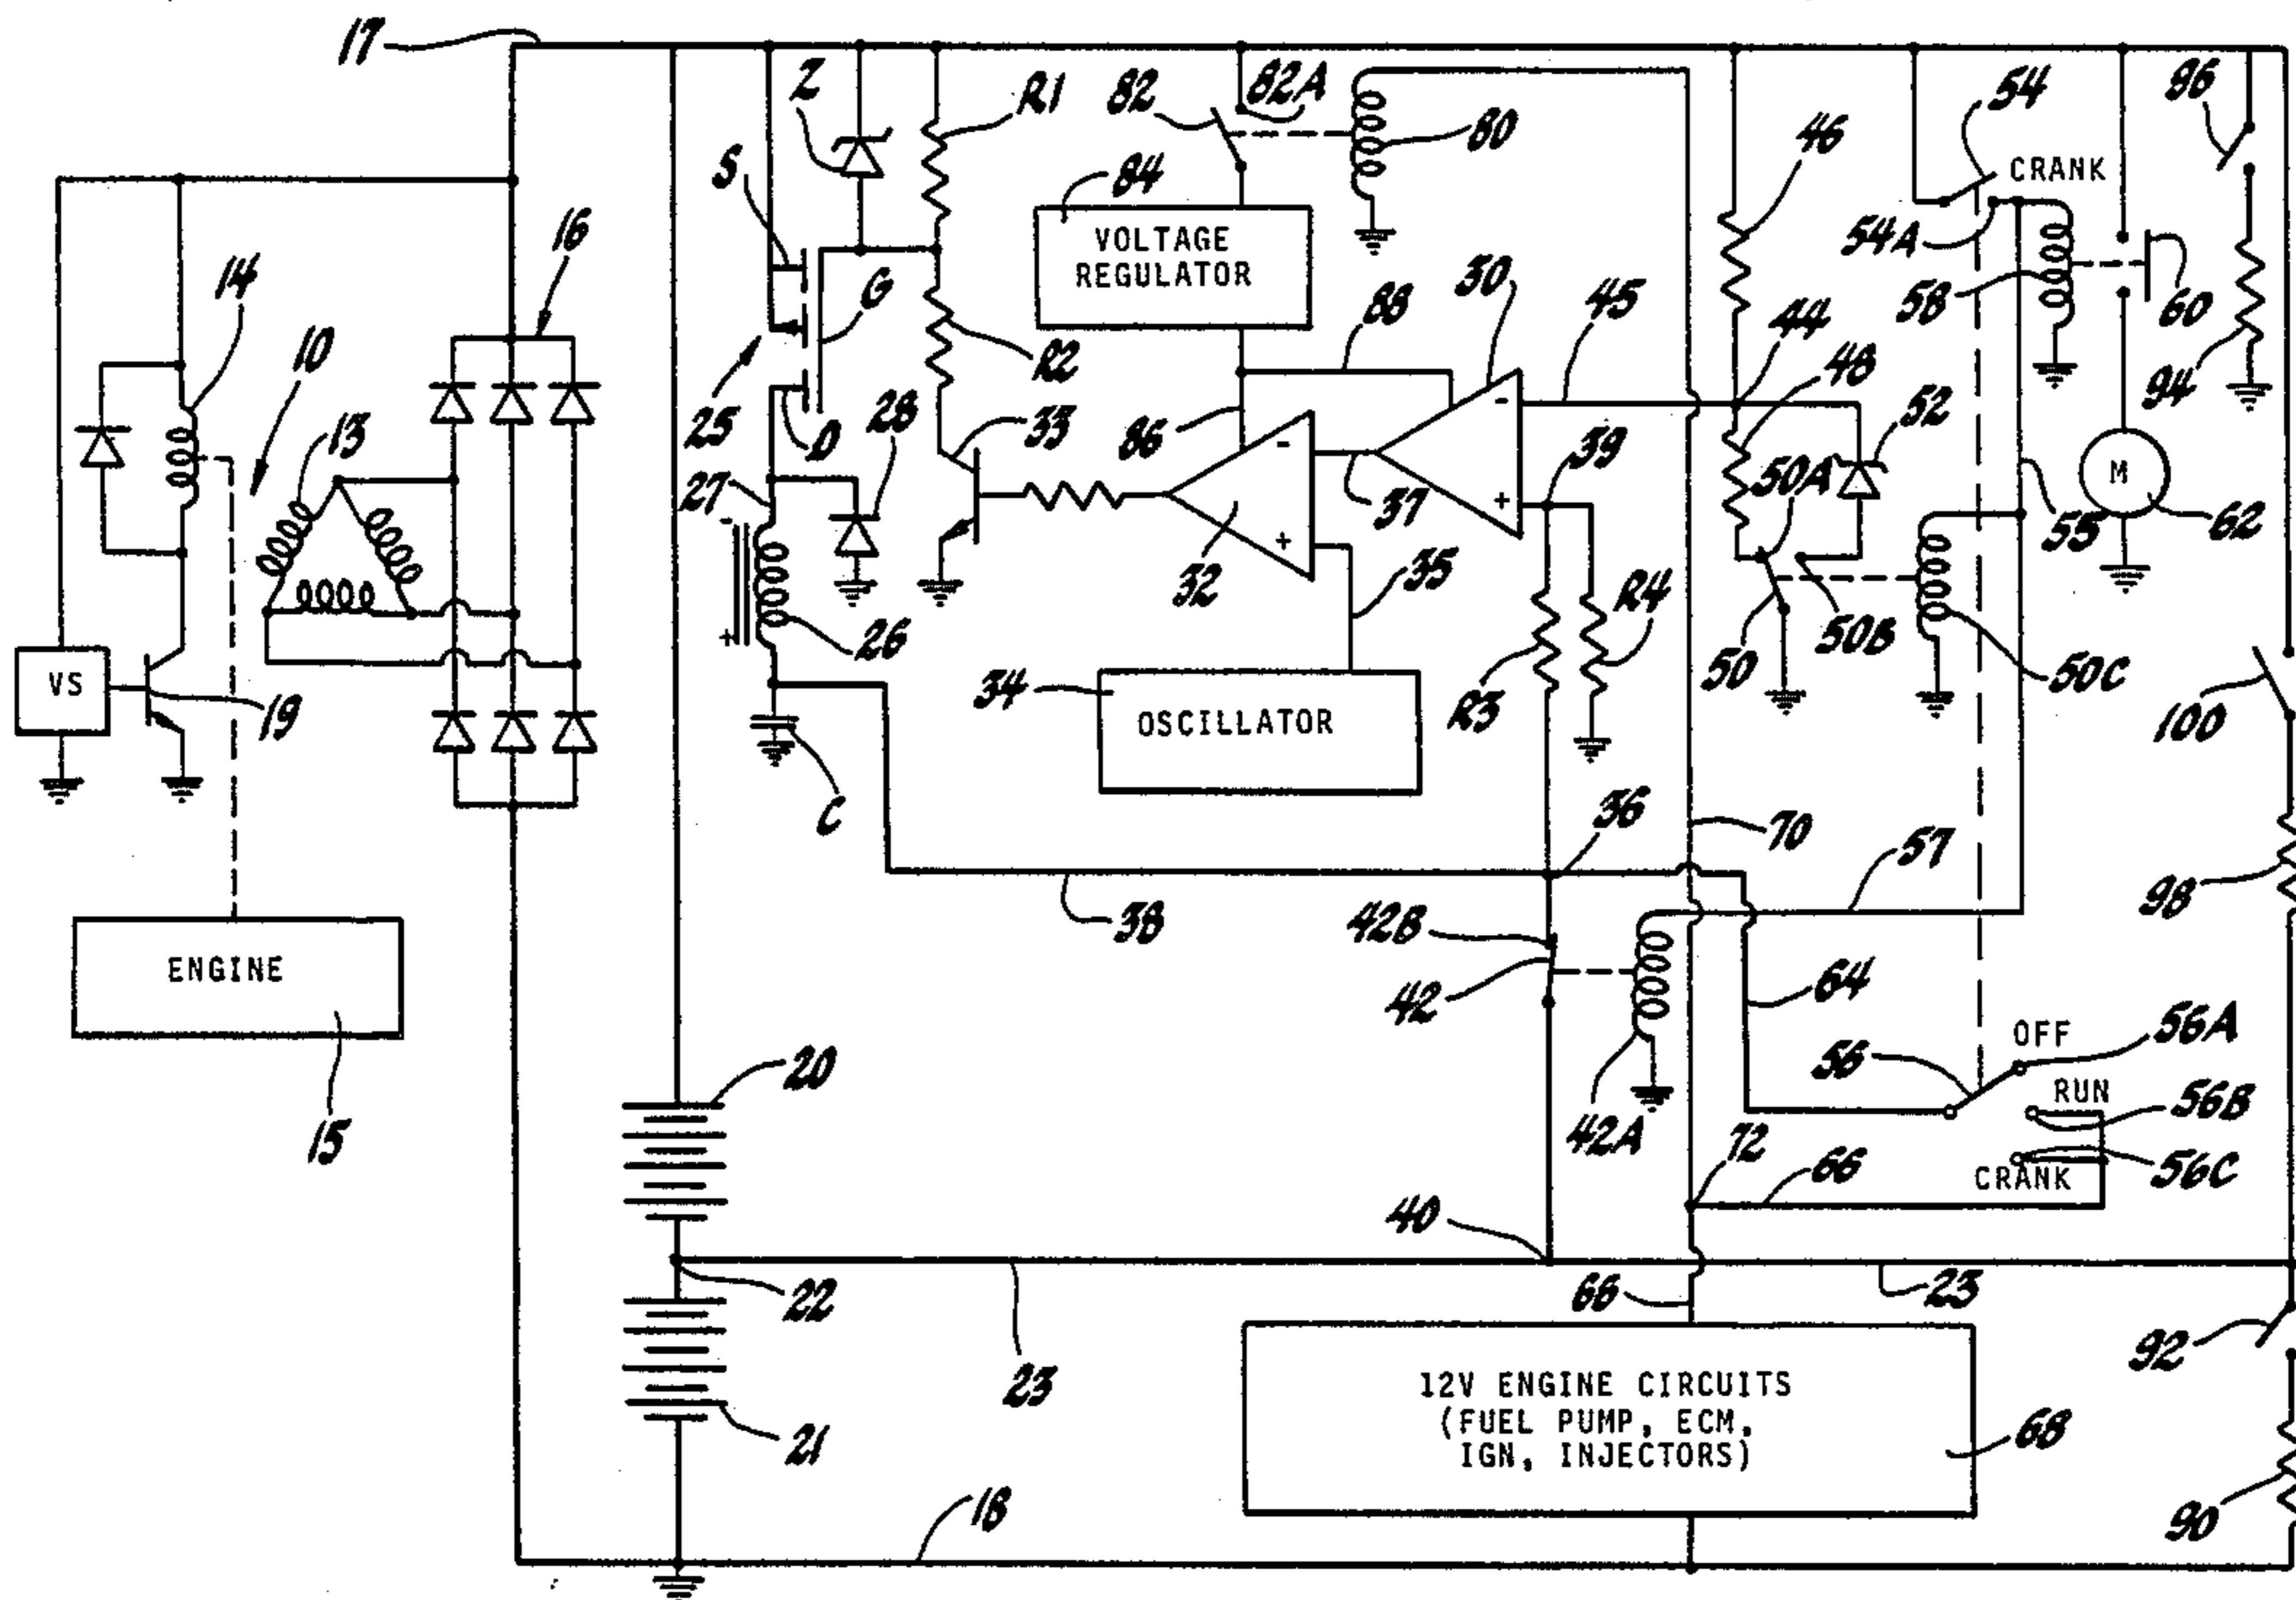 17
Z
R1
82
82A
80
46
54
CRANK
96
S
84
VOLTAGE
REGULATOR
54A
16
14
G
30
45
44
58
60
10
88
48
94
R2
25
D
28
33
86
39
52
13
27
50A
M
62
-
-
+
37
55
-
+
32
35
R4
VS
19
+
26
34
OSCILLATOR
R3
50
50B
50C
100
C
36
70
57
98
38
42B
ENGINE
42
64
OFF
56A
56
RUN
56B
15
20
42A
72
66
CRANK
56C
40
22
66
23
23
92
12V ENGINE CIRCUITS
(FUEL PUMP, ECM,
IGN, INJECTORS)
68
21
18
90